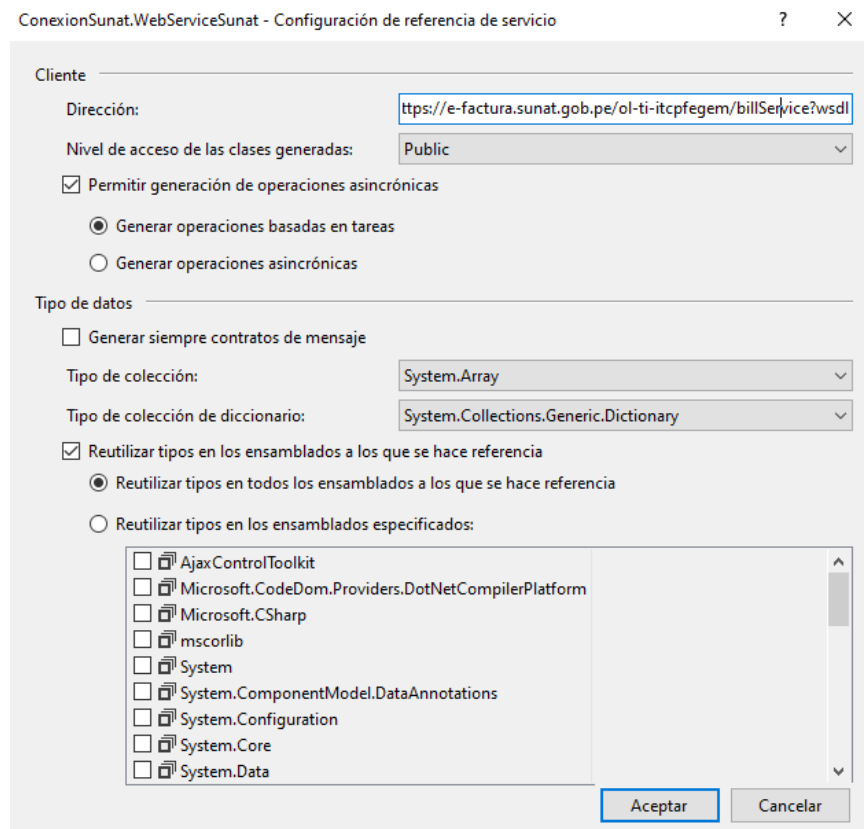 ConexionSunat.WebServiceSunat - Configuración de referencia de servicio ?
Cliente
Dirección: ttps://e-factura.sunat.gob.pe/ol-ti-itcpfegem/billService?wsdl
Nivel de acceso de las clases generadas: Public
Permitir generación de operaciones asincrónicas
Generar operaciones basadas en tareas
Generar operaciones asincrónicas
Tipo de datos
Generar siempre contratos de mensaje
Tipo de colección: System.Array
Tipo de colección de diccionario: System.Collections.Generic.Dictionary
Reutilizar tipos en los ensamblados a los que se hace referencia
Reutilizar tipos en todos los ensamblados a los que se hace referencia
Reutilizar tipos en los ensamblados especificados:
AjaxControlToolkit
Microsoft.CodeDom.Providers.DotNetCompilerPlatform
Microsoft.CSharp
mscorlib
System
System.ComponentModel.DataAnnotations
System.Configuration
System.Core
System.Data
Aceptar Cancelar